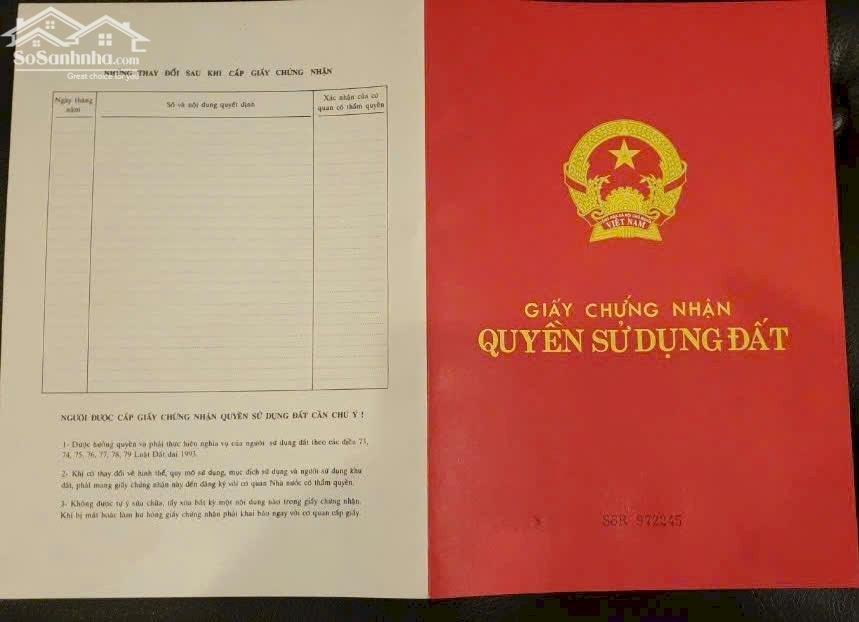 SoSanhnha.com
Great choice for you
NHỮNG THAY ĐỔI SAU KHI CẤP GIẤY CHỨNG NHẬN
Ngày tháng năm
Số và nội dung quyết định
Xác nhận của cơ quan có thẩm quyền
NGƯỜI ĐƯỢC CẤP GIẤY CHỨNG NHẬN QUYỀN SỬ DỤNG ĐẤT CẦN CHÚ Ý !
1- Được hưởng quyền và phải thực hiện nghĩa vụ của người sử dụng đất theo các điều 73,
74, 75, 76, 77, 78, 79 Luật Đất đai 1993.
2- Khi có thay đổi về hình thể, quy mô sử dụng, mục đích sử dụng và người sử dụng khu
đất, phải mang giấy chứng nhận này đến đăng ký với cơ quan Nhà nước có thẩm quyền.
3- Không được tự ý sửa chữa, tẩy xóa bất kỳ một nội dung nào trong giấy chứng nhận.
Khi bị mất hoặc làm hư hỏng giấy chứng nhận phải khai báo ngay với cơ quan cấp giấy.
VIỆT NAM
GIẤY CHỨNG NHẬN
QUYỀN SỬ DỤNG ĐẤT
972245